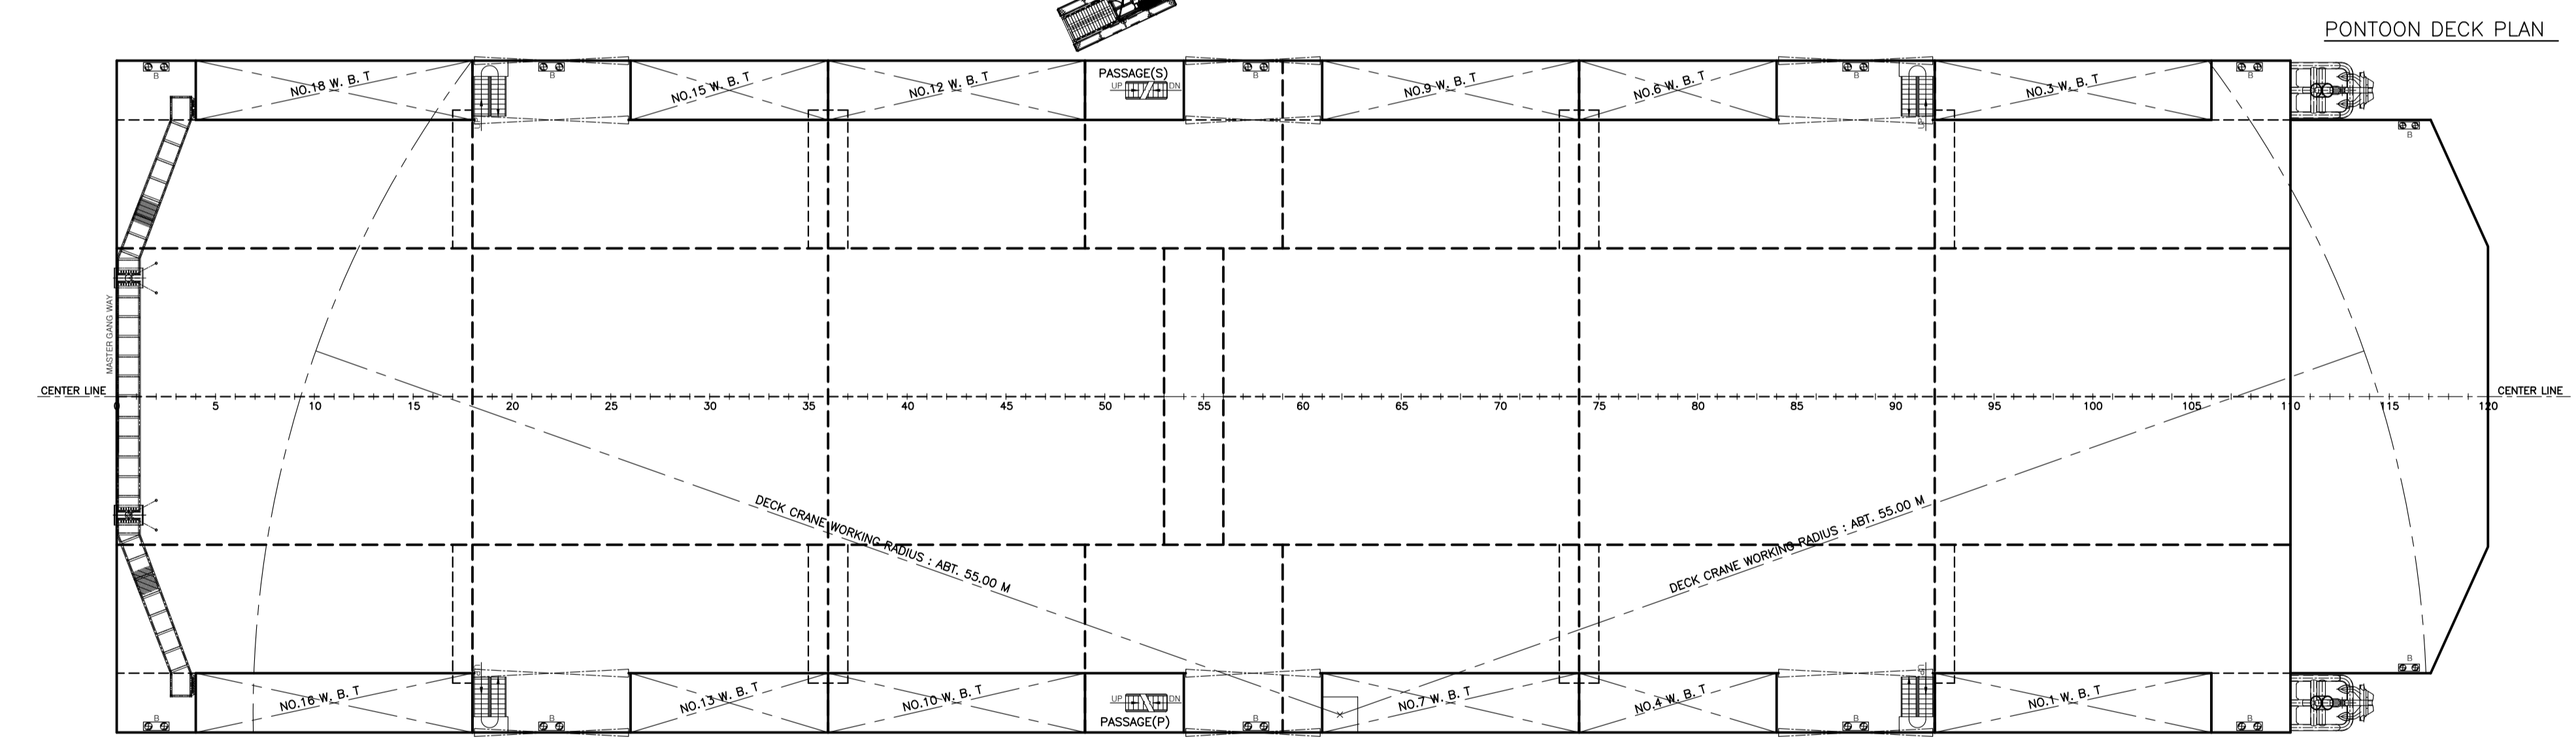 PONTOON DECK PLAN
B
B
B
B
B
NO.18 W. B. T
NO.15 W. B. T
NO.12 W. B. T
PASSAGE(S)
UP
DN
NO.9 W. B. T
NO.6 W. B. T
NO.3 W. B. T
UP
UP
B
MASTER GANG WAY
CENTER LINE
CENTER LINE
0 5 10 15 20 25 30 35 40 45 50 55 60 65 70 75 80 85 90 95 100 105 110 115 120
DECK CRANE WORKING RADIUS : ABT. 55.00 M
DECK CRANE WORKING RADIUS : ABT. 55.00 M
B
UP
UP
NO.16 W. B. T
NO.13 W. B. T
NO.10 W. B. T
UP
DN
PASSAGE(P)
NO.7 W. B. T
NO.4 W. B. T
NO.1 W. B. T
B
B
B
B
B